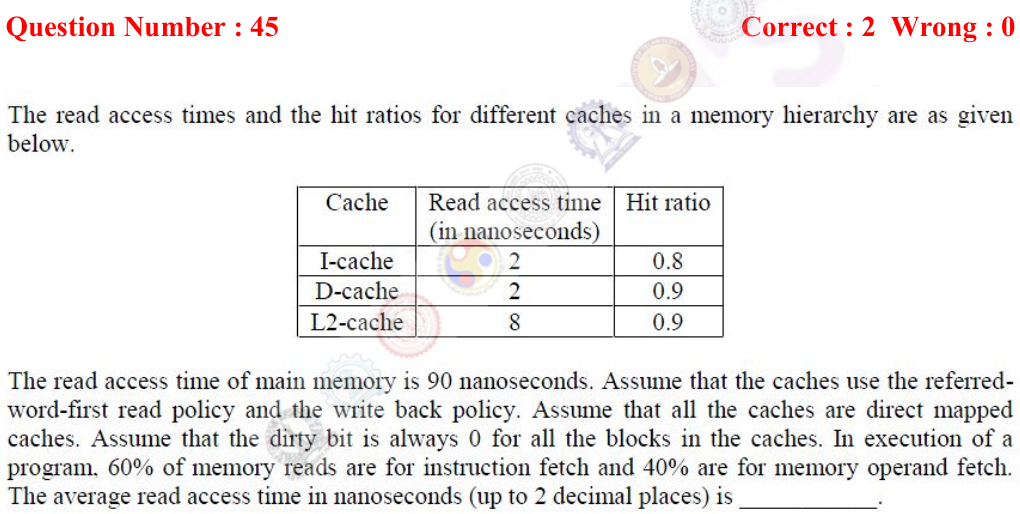 Question Number : 45 Correct : 2 Wrong : 0
The read access times and the hit ratios for different caches in a memory hierarchy are as given
below.
Cache Read access time Hit ratio
(in nanoseconds)
I-cache 2 0.8
D-cache 2 0.9
L2-cache 8 0.9
The read access time of main memory is 90 nanoseconds. Assume that the caches use the referred-
word-first read policy and the write back policy. Assume that all the caches are direct mapped
caches. Assume that the dirty bit is always 0 for all the blocks in the caches. In execution of a
program, 60% of memory reads are for instruction fetch and 40% are for memory operand fetch.
The average read access time in nanoseconds (up to 2 decimal places) is ____________.